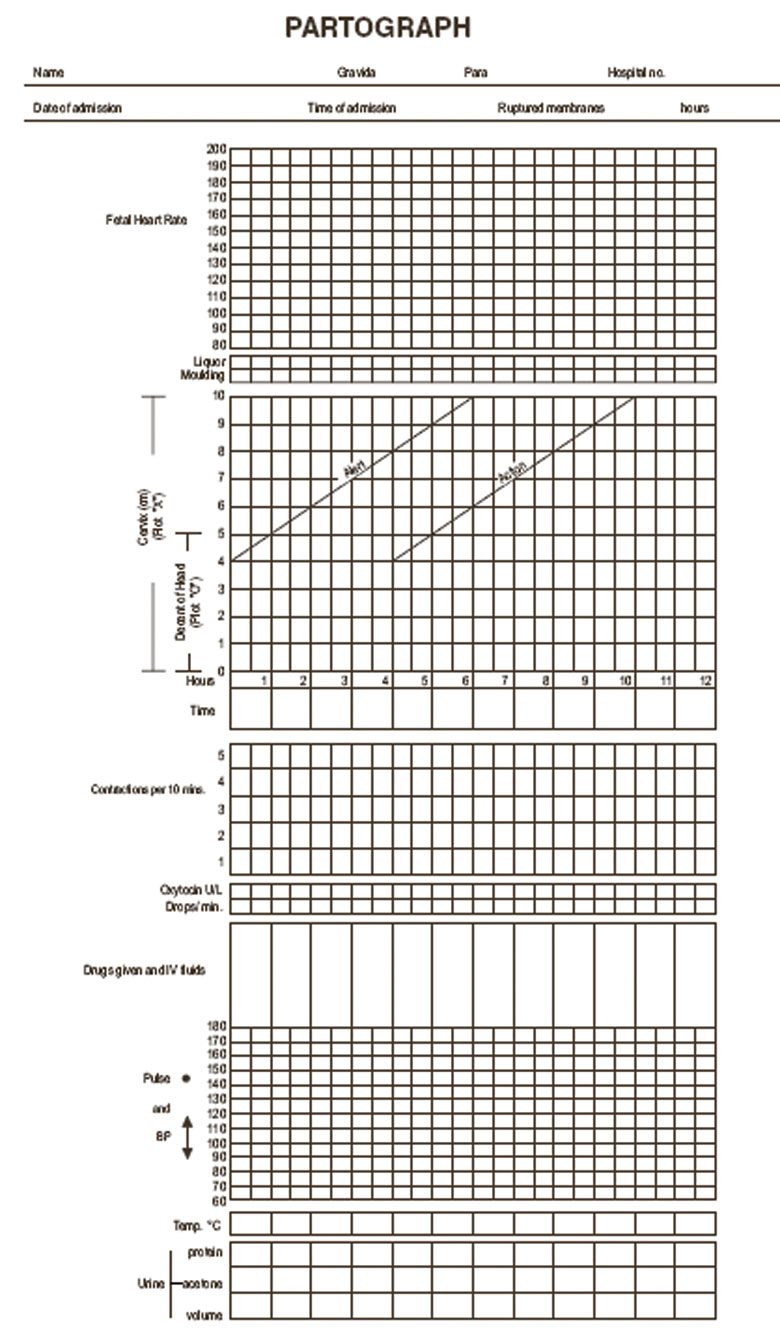 PARTOGRAPH
Name Gravida Para Hospital no.
Date of admission Time of admission Ruptured membranes hours
200
190
180
170
Fetal Heart Rate 160
150
140
130
120
110
100
90
80
Liquor
Moulding
10
9
8
Alert Action
7
6
Cervix (cm)
(Plot "X")
5
4
Descent of Head
(Plot "O")
3
2
1
0
Hours 1 2 3 4 5 6 7 8 9 10 11 12
Time
5
4
Contractions per 10 mins.
3
2
1
Oxytocin U/L
Drops/min.
Drugs given and IV fluids
180
170
160
150
Pulse 140
130
and 120
110
BP 100
90
80
70
60
Temp. °C
protein
Urine acetone
volume